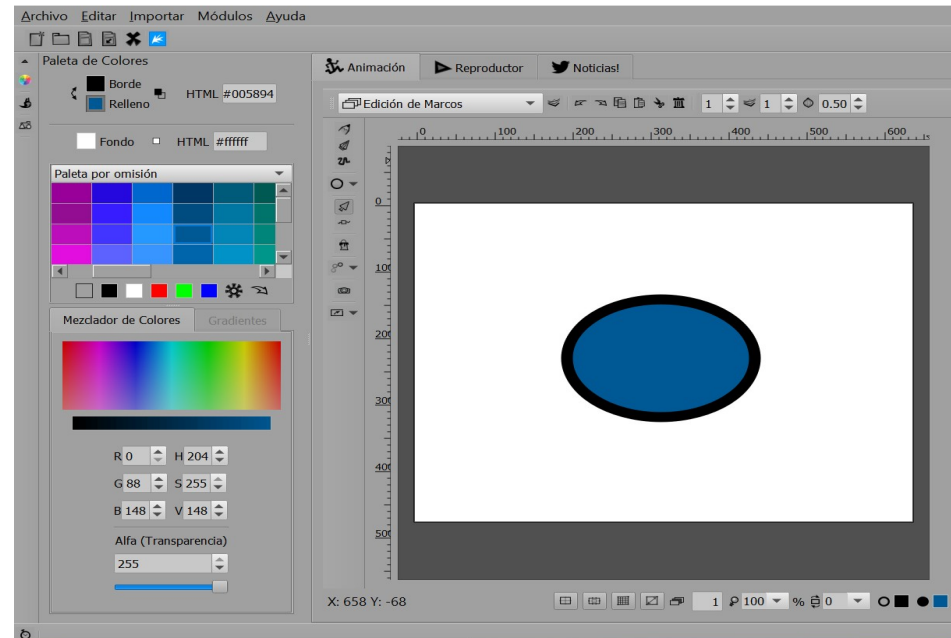 Archivo Editar Importar Módulos Ayuda
Paleta de Colores
Borde
Relleno
HTML #005894
Fondo HTML #ffffff
Paleta por omisión
Mezclador de Colores Gradientes
R 0 H 204
G 88 S 255
B 148 V 148
Alfa (Transparencia)
255
Animación Reproductor Noticias!
Edición de Marcos 1 1 0.50
0 100 200 300 400 500 600
0
100
200
300
400
500
X: 658 Y: -68 1 100 % 0